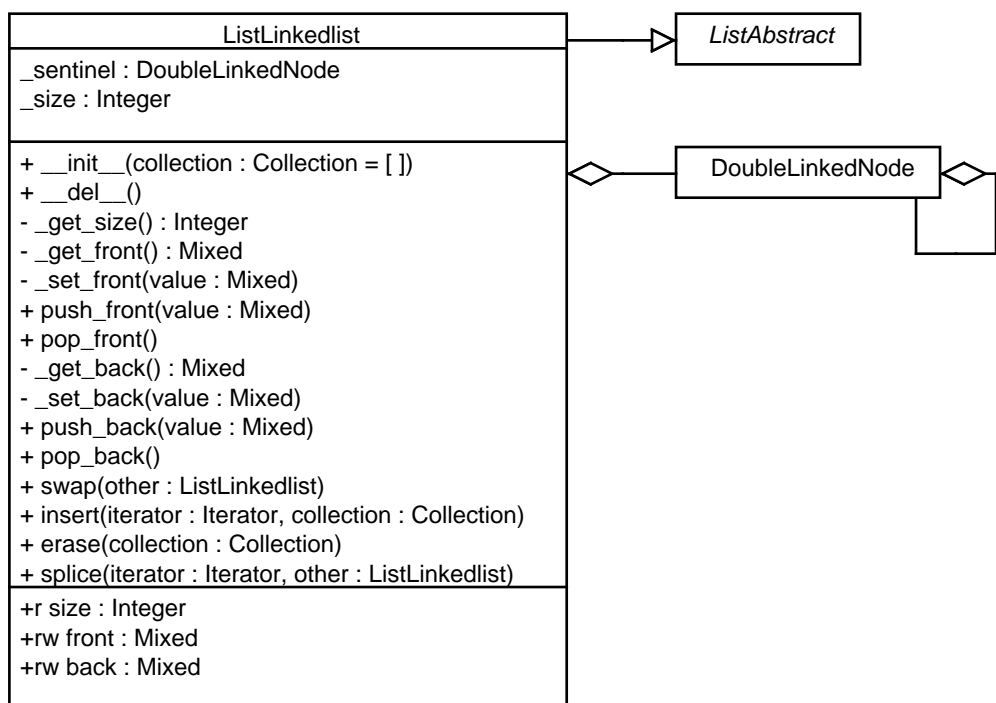 ListLinkedlist
ListAbstract
_sentinel : DoubleLinkedNode
_size : Integer
+ __init__(collection : Collection = [ ])
DoubleLinkedNode
+ __del__()
- _get_size() : Integer
- _get_front() : Mixed
- _set_front(value : Mixed)
+ push_front(value : Mixed)
+ pop_front()
- _get_back() : Mixed
- _set_back(value : Mixed)
+ push_back(value : Mixed)
+ pop_back()
+ swap(other : ListLinkedlist)
+ insert(iterator : Iterator, collection : Collection)
+ erase(collection : Collection)
+ splice(iterator : Iterator, other : ListLinkedlist)
+r size : Integer
+rw front : Mixed
+rw back : Mixed